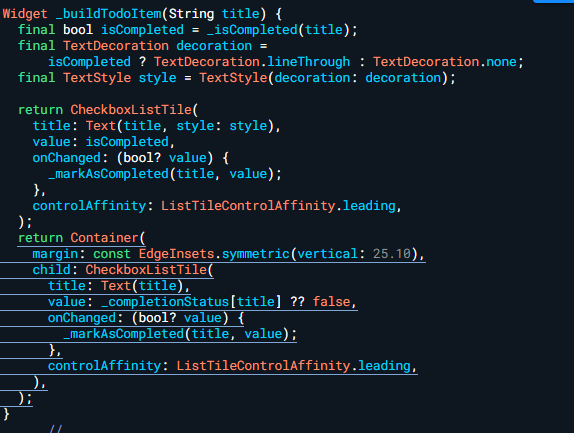 Widget _buildTodoItem(String title) {
  final bool isCompleted = _isCompleted(title);
  final TextDecoration decoration =
      isCompleted ? TextDecoration.lineThrough : TextDecoration.none;
  final TextStyle style = TextStyle(decoration: decoration);

  return CheckboxListTile(
    title: Text(title, style: style),
    value: isCompleted,
    onChanged: (bool? value) {
      _markAsCompleted(title, value);
    },
    controlAffinity: ListTileControlAffinity.leading,
  );
  return Container(
    margin: const EdgeInsets.symmetric(vertical: 25.10),
    child: CheckboxListTile(
      title: Text(title),
      value: _completionStatus[title] ?? false,
      onChanged: (bool? value) {
        _markAsCompleted(title, value);
      },
      controlAffinity: ListTileControlAffinity.leading,
    ),
  );
}
      //